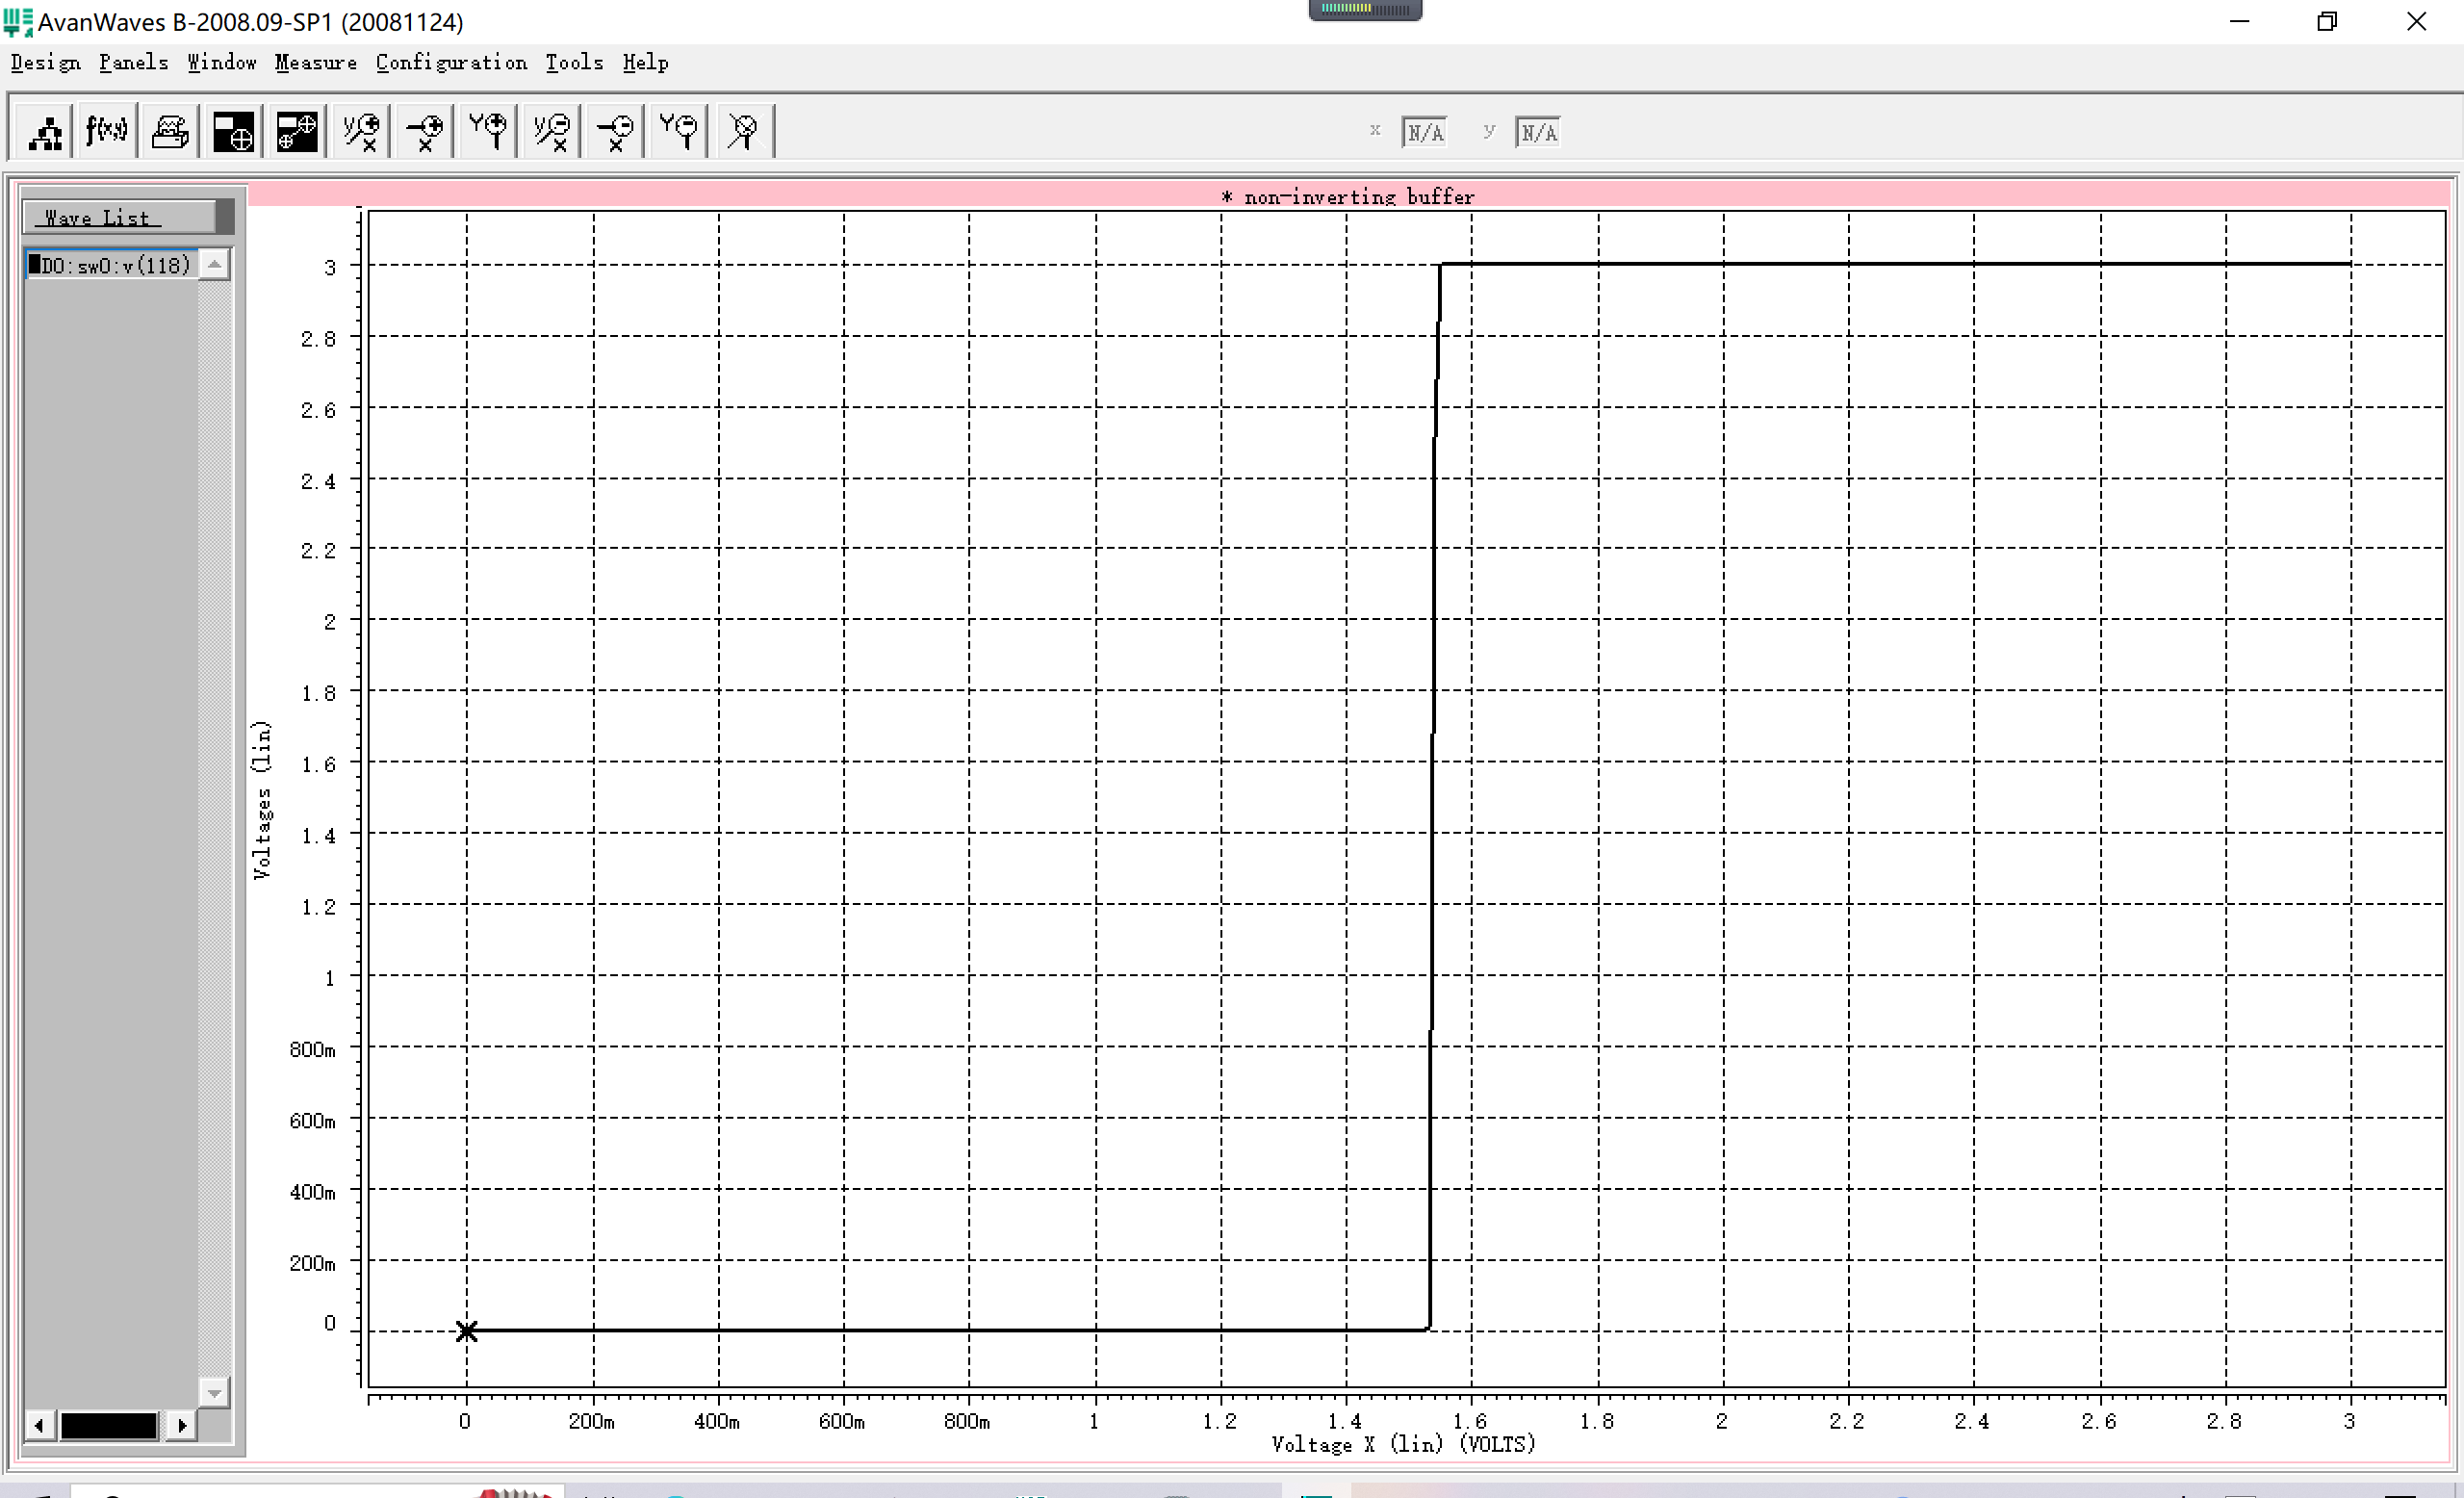 AvanWaves B-2008.09-SP1 (20081124)
Design Panels Window Measure Configuration Tools Help
f(x,y)
x N/A y N/A
* non-inverting buffer
Wave List
D0:sw0:v(118)
Voltages (lin)
3
2.8
2.6
2.4
2.2
2
1.8
1.6
1.4
1.2
1
800m
600m
400m
200m
0
0 200m 400m 600m 800m 1 1.2 1.4 1.6 1.8 2 2.2 2.4 2.6 2.8 3
Voltage X (lin) (VOLTS)